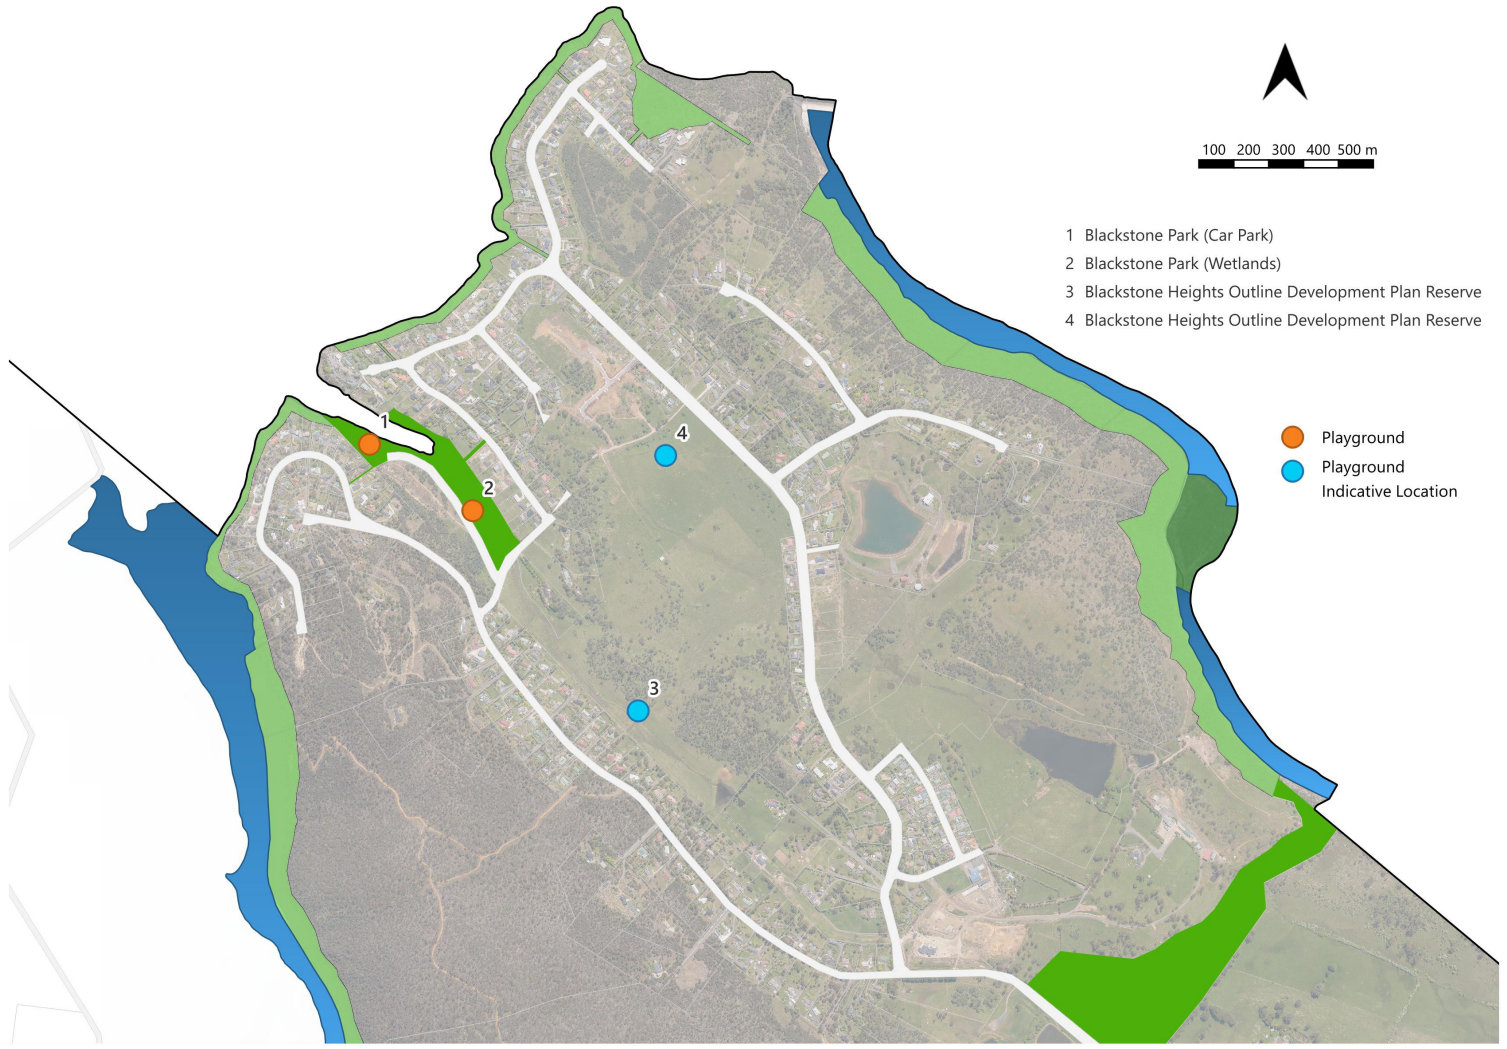 100 200 300 400 500 m
1 Blackstone Park (Car Park)
2 Blackstone Park (Wetlands)
3 Blackstone Heights Outline Development Plan Reserve
4 Blackstone Heights Outline Development Plan Reserve
1
4
Playground
Playground
Indicative Location
2
3